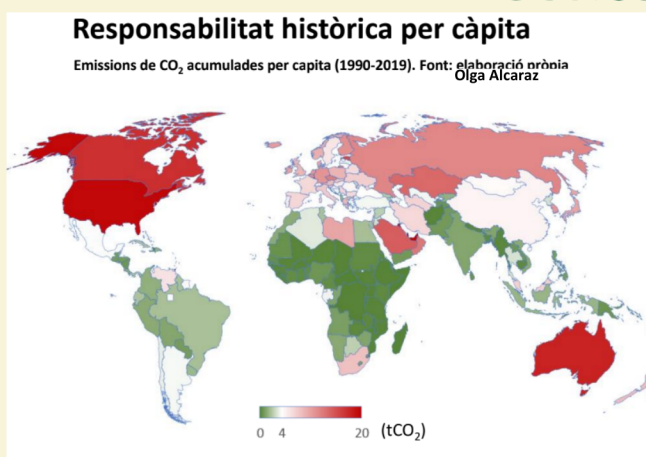 Responsabilitat històrica per càpita
Emissions de CO₂ acumulades per capita (1990-2019). Font: elaboració pròpia
Olga Alcaraz
0 4 20 (tCO₂)